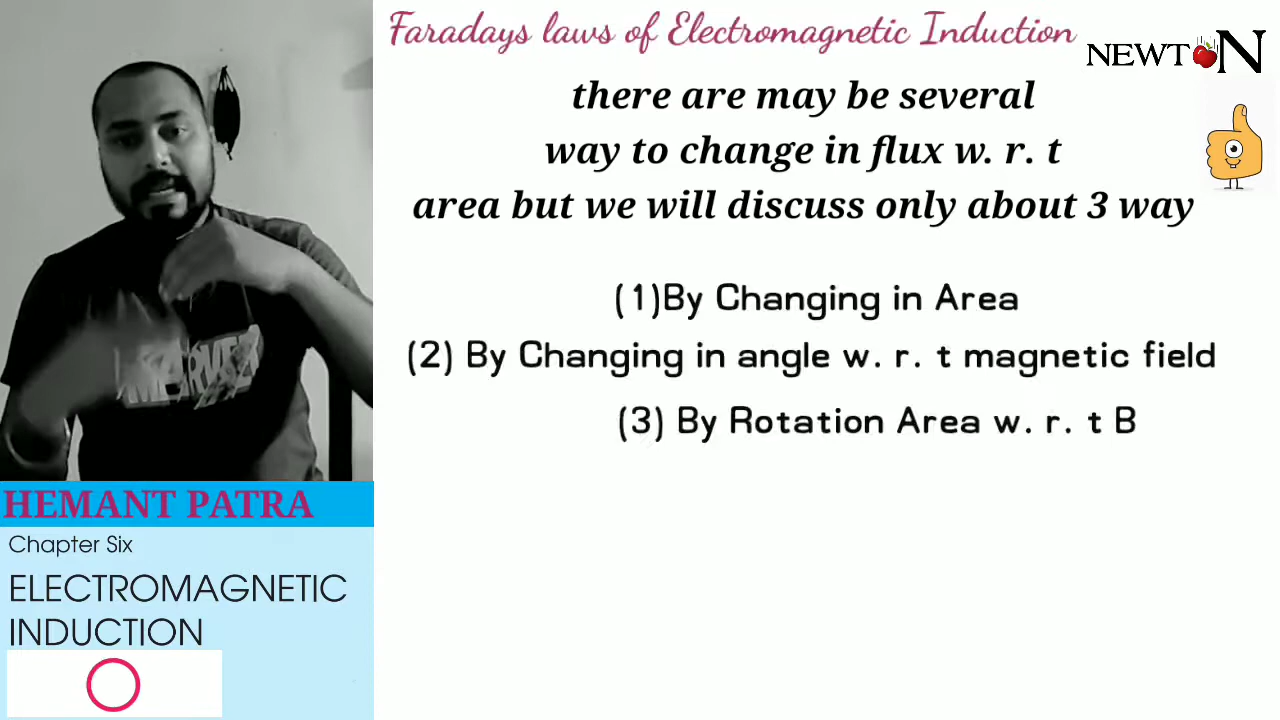 Faradays laws of Electromagnetic Induction
NEWTON
there are may be several
way to change in flux w. r. t
area but we will discuss only about 3 way
(1)By Changing in Area
(2) By Changing in angle w. r. t magnetic field
(3) By Rotation Area w. r. t B
HEMANT PATRA
Chapter Six
ELECTROMAGNETIC
INDUCTION